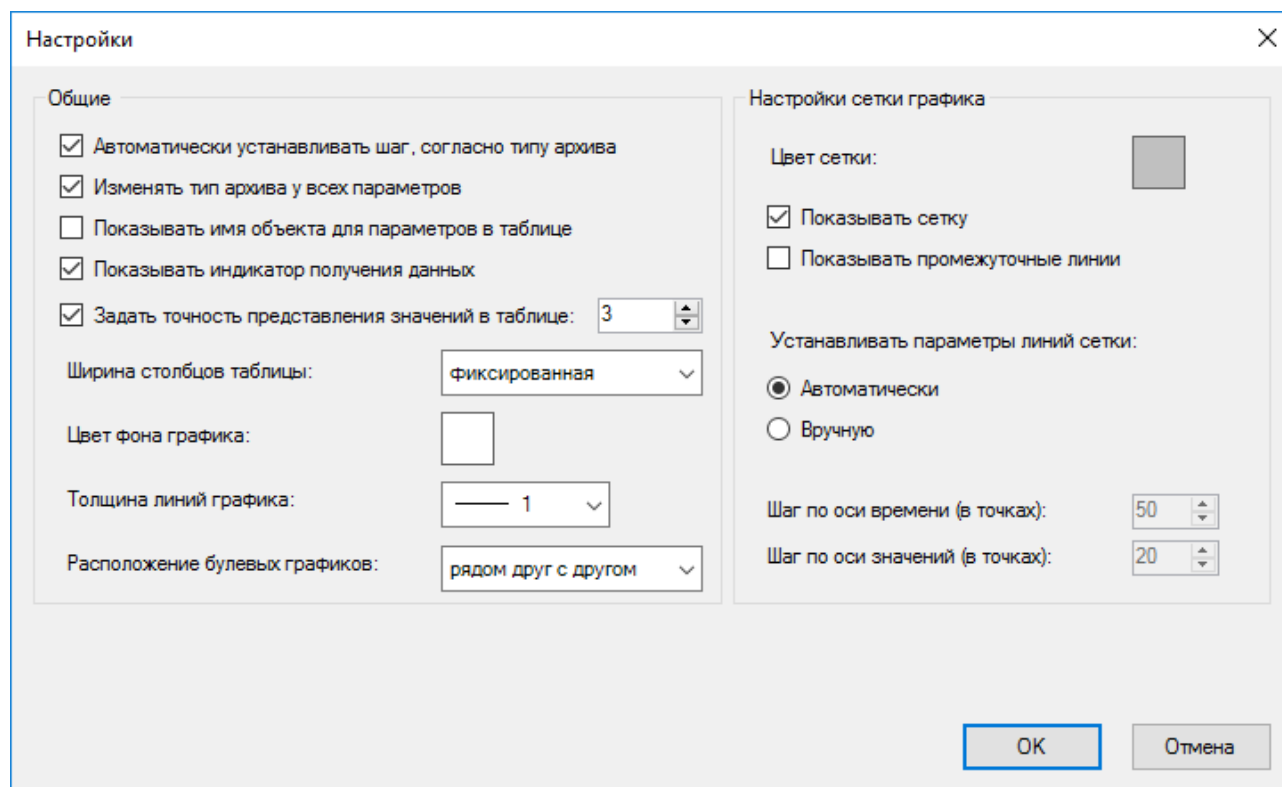 Настройки
Общие
Автоматически устанавливать шаг, согласно типу архива
Изменять тип архива у всех параметров
Показывать имя объекта для параметров в таблице
Показывать индикатор получения данных
Задать точность представления значений в таблице: 3
Ширина столбцов таблицы: фиксированная
Цвет фона графика:
Толщина линий графика: 1
Расположение булевых графиков: рядом друг с другом
Настройки сетки графика
Цвет сетки:
Показывать сетку
Показывать промежуточные линии
Устанавливать параметры линий сетки:
Автоматически
Вручную
Шаг по оси времени (в точках): 50
Шаг по оси значений (в точках): 20
OK
Отмена